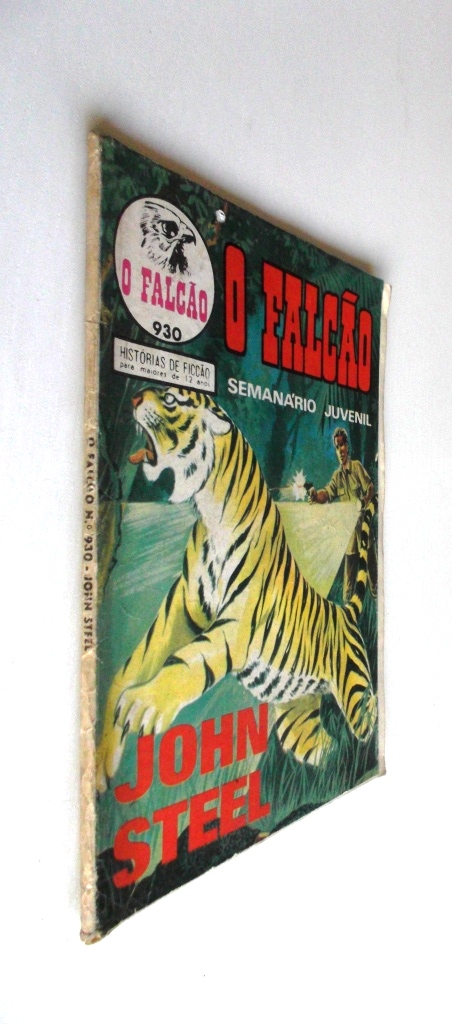 O FALCÃO
930
HISTÓRIAS DE FICÇÃO
para maiores de 12 anos
O FALCÃO
SEMANÁRIO JUVENIL
JOHN
STEEL
O FALCÃO N.º 930 - JOHN STEEL